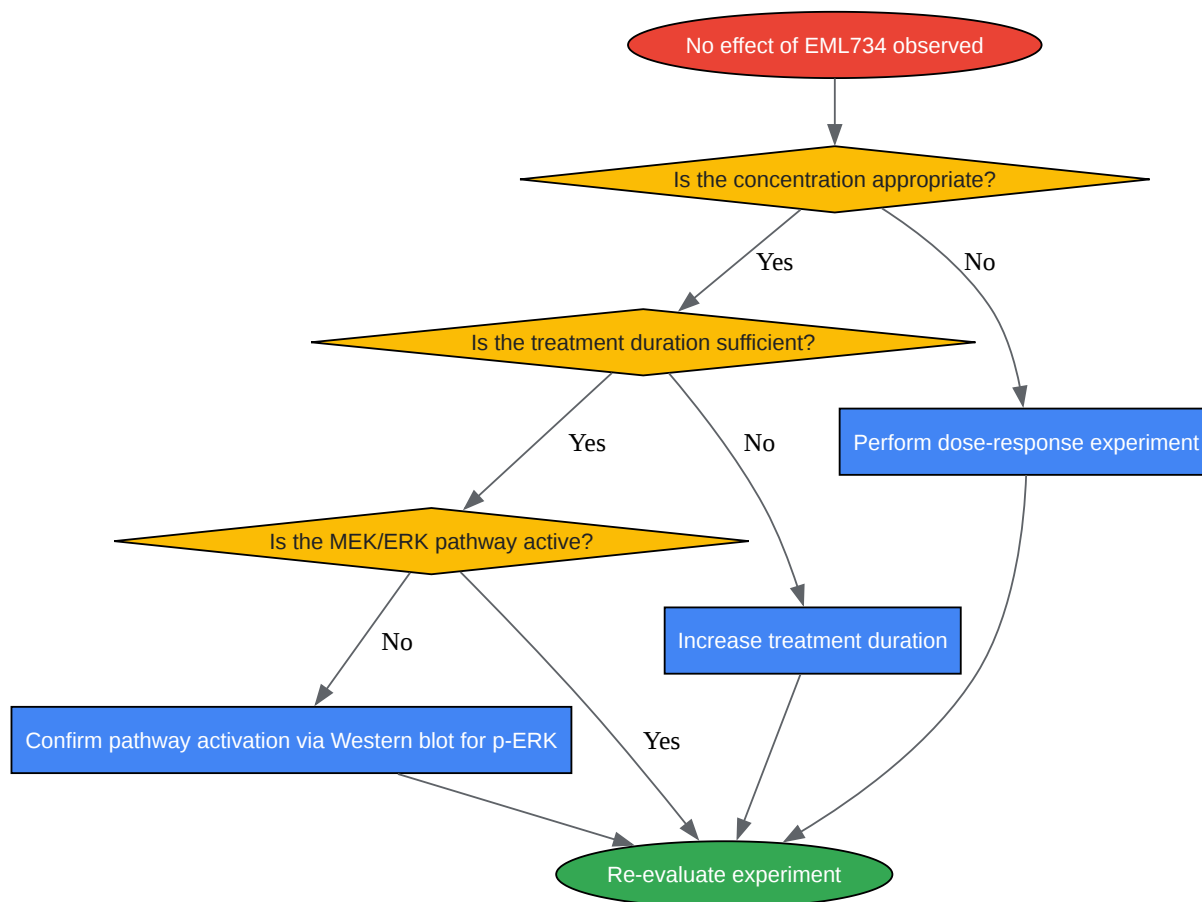 No effect of EML734 observed
Is the concentration appropriate?
Yes
No
Is the treatment duration sufficient?
Yes
No
Perform dose-response experiment
Is the MEK/ERK pathway active?
No
Increase treatment duration
Yes
Confirm pathway activation via Western blot for p-ERK
Re-evaluate experiment